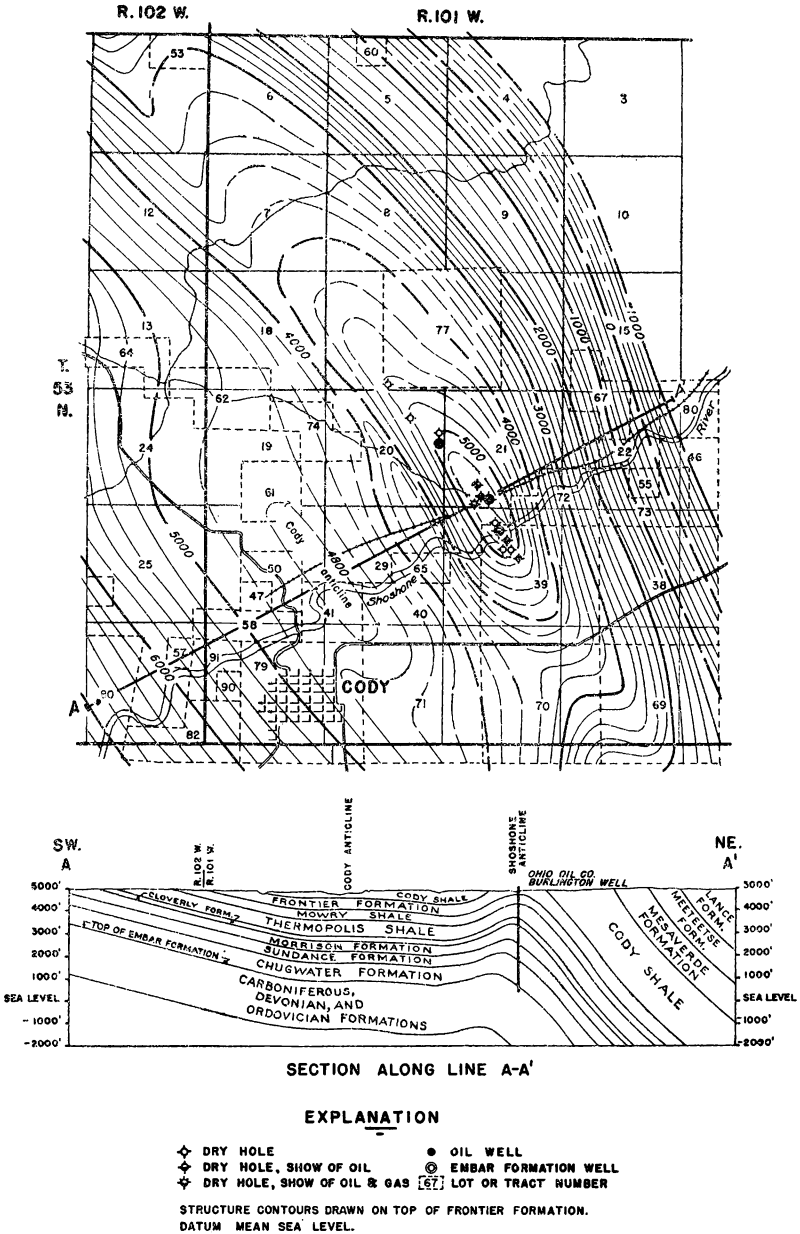 R. 102 W.
R. 101 W.
53
60
6
5
4
3
12
7
8
9
10
13
18
4000
77
2000
1000
0
15
1000
64
T.
53
N.
62
74
67
A'
80
River
24
19
20
5000
4000
3000
21
22
46
61
55
72
73
Cody
anticline
4800
5000
25
50
29
65
Shoshone
39
38
47
41
40
58
57
91
79
6000
90
CODY
A
71
70
69
82
CODY ANTICLINE
SHOSHONE
ANTICLINE
SW.
A
R. 102 W.
R. 101 W.
OHIO OIL CO.
BURLINGTON WELL
NE.
A'
5000'
4000'
3000'
2000'
1000'
SEA LEVEL
-1000'
-2000'
CODY SHALE
FRONTIER FORMATION
CLOVERLY FORM.
MOWRY SHALE
THERMOPOLIS SHALE
MORRISON FORMATION
TOP OF EMBAR FORMATION
SUNDANCE FORMATION
CHUGWATER FORMATION
CARBONIFEROUS,
DEVONIAN, AND
ORDOVICIAN FORMATIONS
CODY SHALE
MESAVERDE
FORMATION
MEETEETSE
FORM.
LANCE
FORM.
5000'
4000'
3000'
2000'
1000'
SEA LEVEL
-1000'
-2000'
SECTION ALONG LINE A-A'
EXPLANATION
DRY HOLE
DRY HOLE, SHOW OF OIL
DRY HOLE, SHOW OF OIL & GAS
OIL WELL
EMBAR FORMATION WELL
67 LOT OR TRACT NUMBER
STRUCTURE CONTOURS DRAWN ON TOP OF FRONTIER FORMATION.
DATUM MEAN SEA LEVEL.